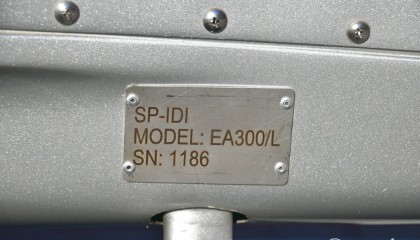 SP-IDI
MODEL: EA300/L
SN: 1186